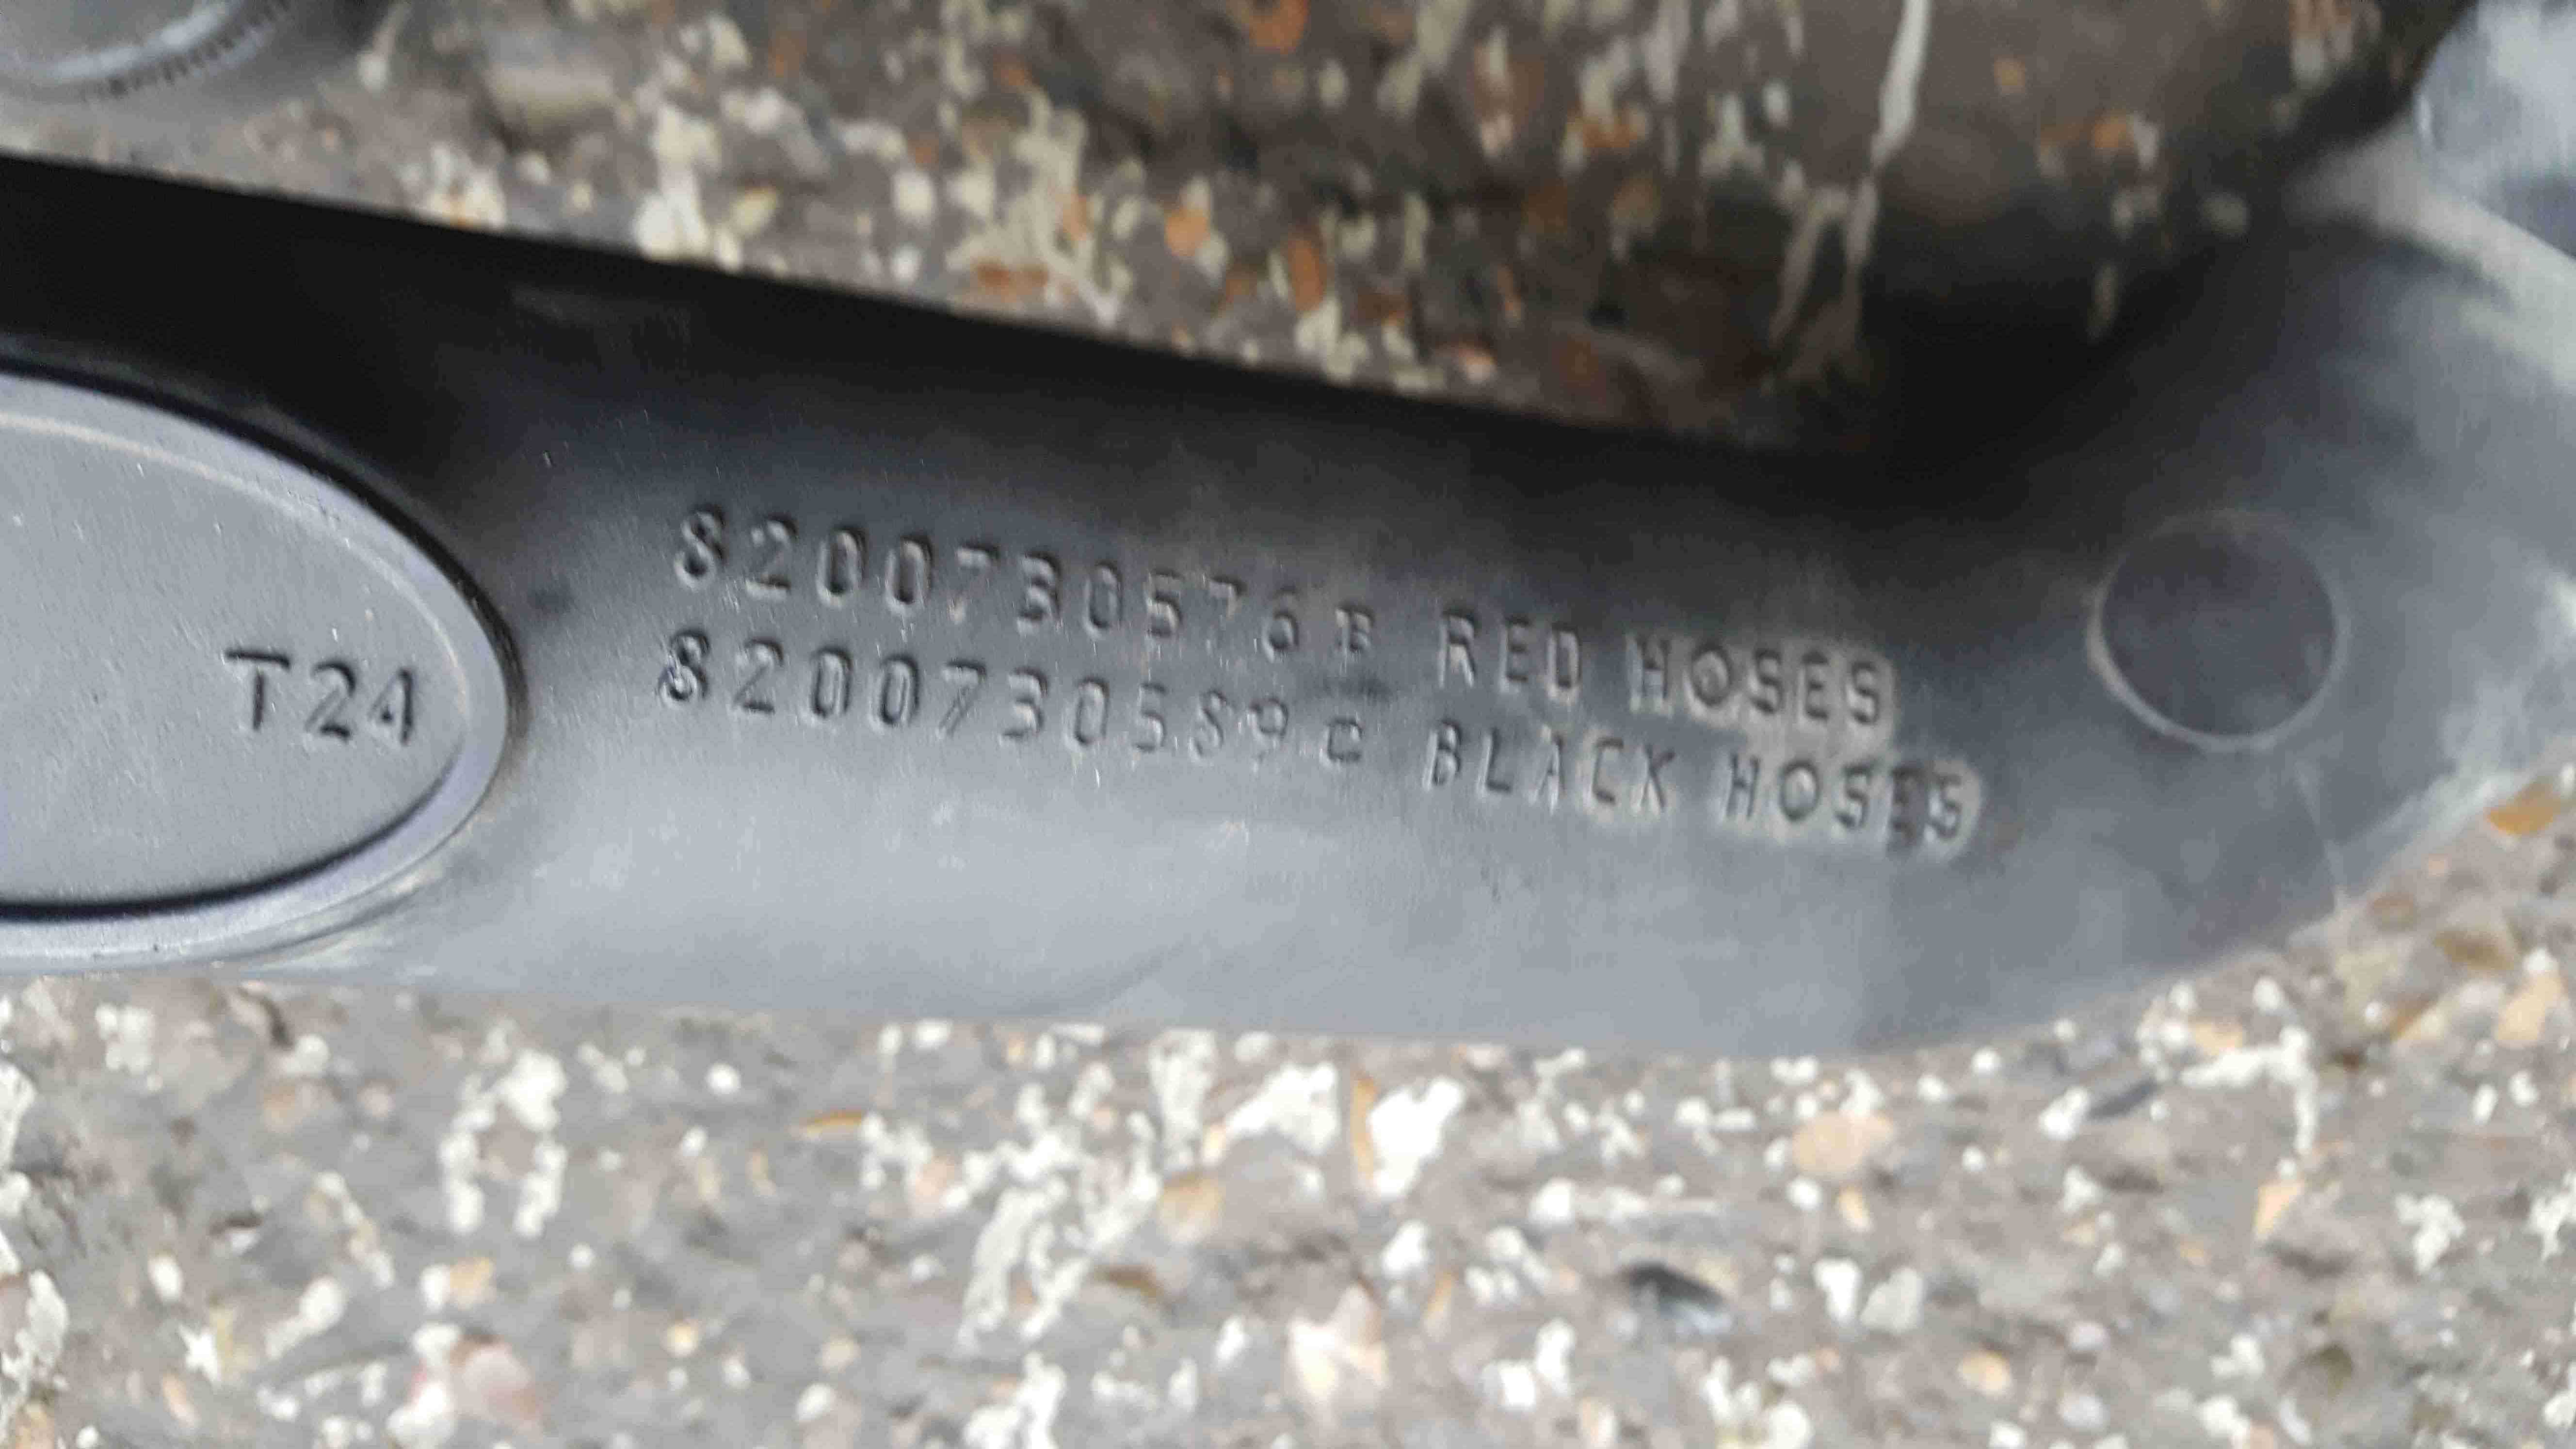 T24
8200730576B RED HOSES
8200730589C BLACK HOSES